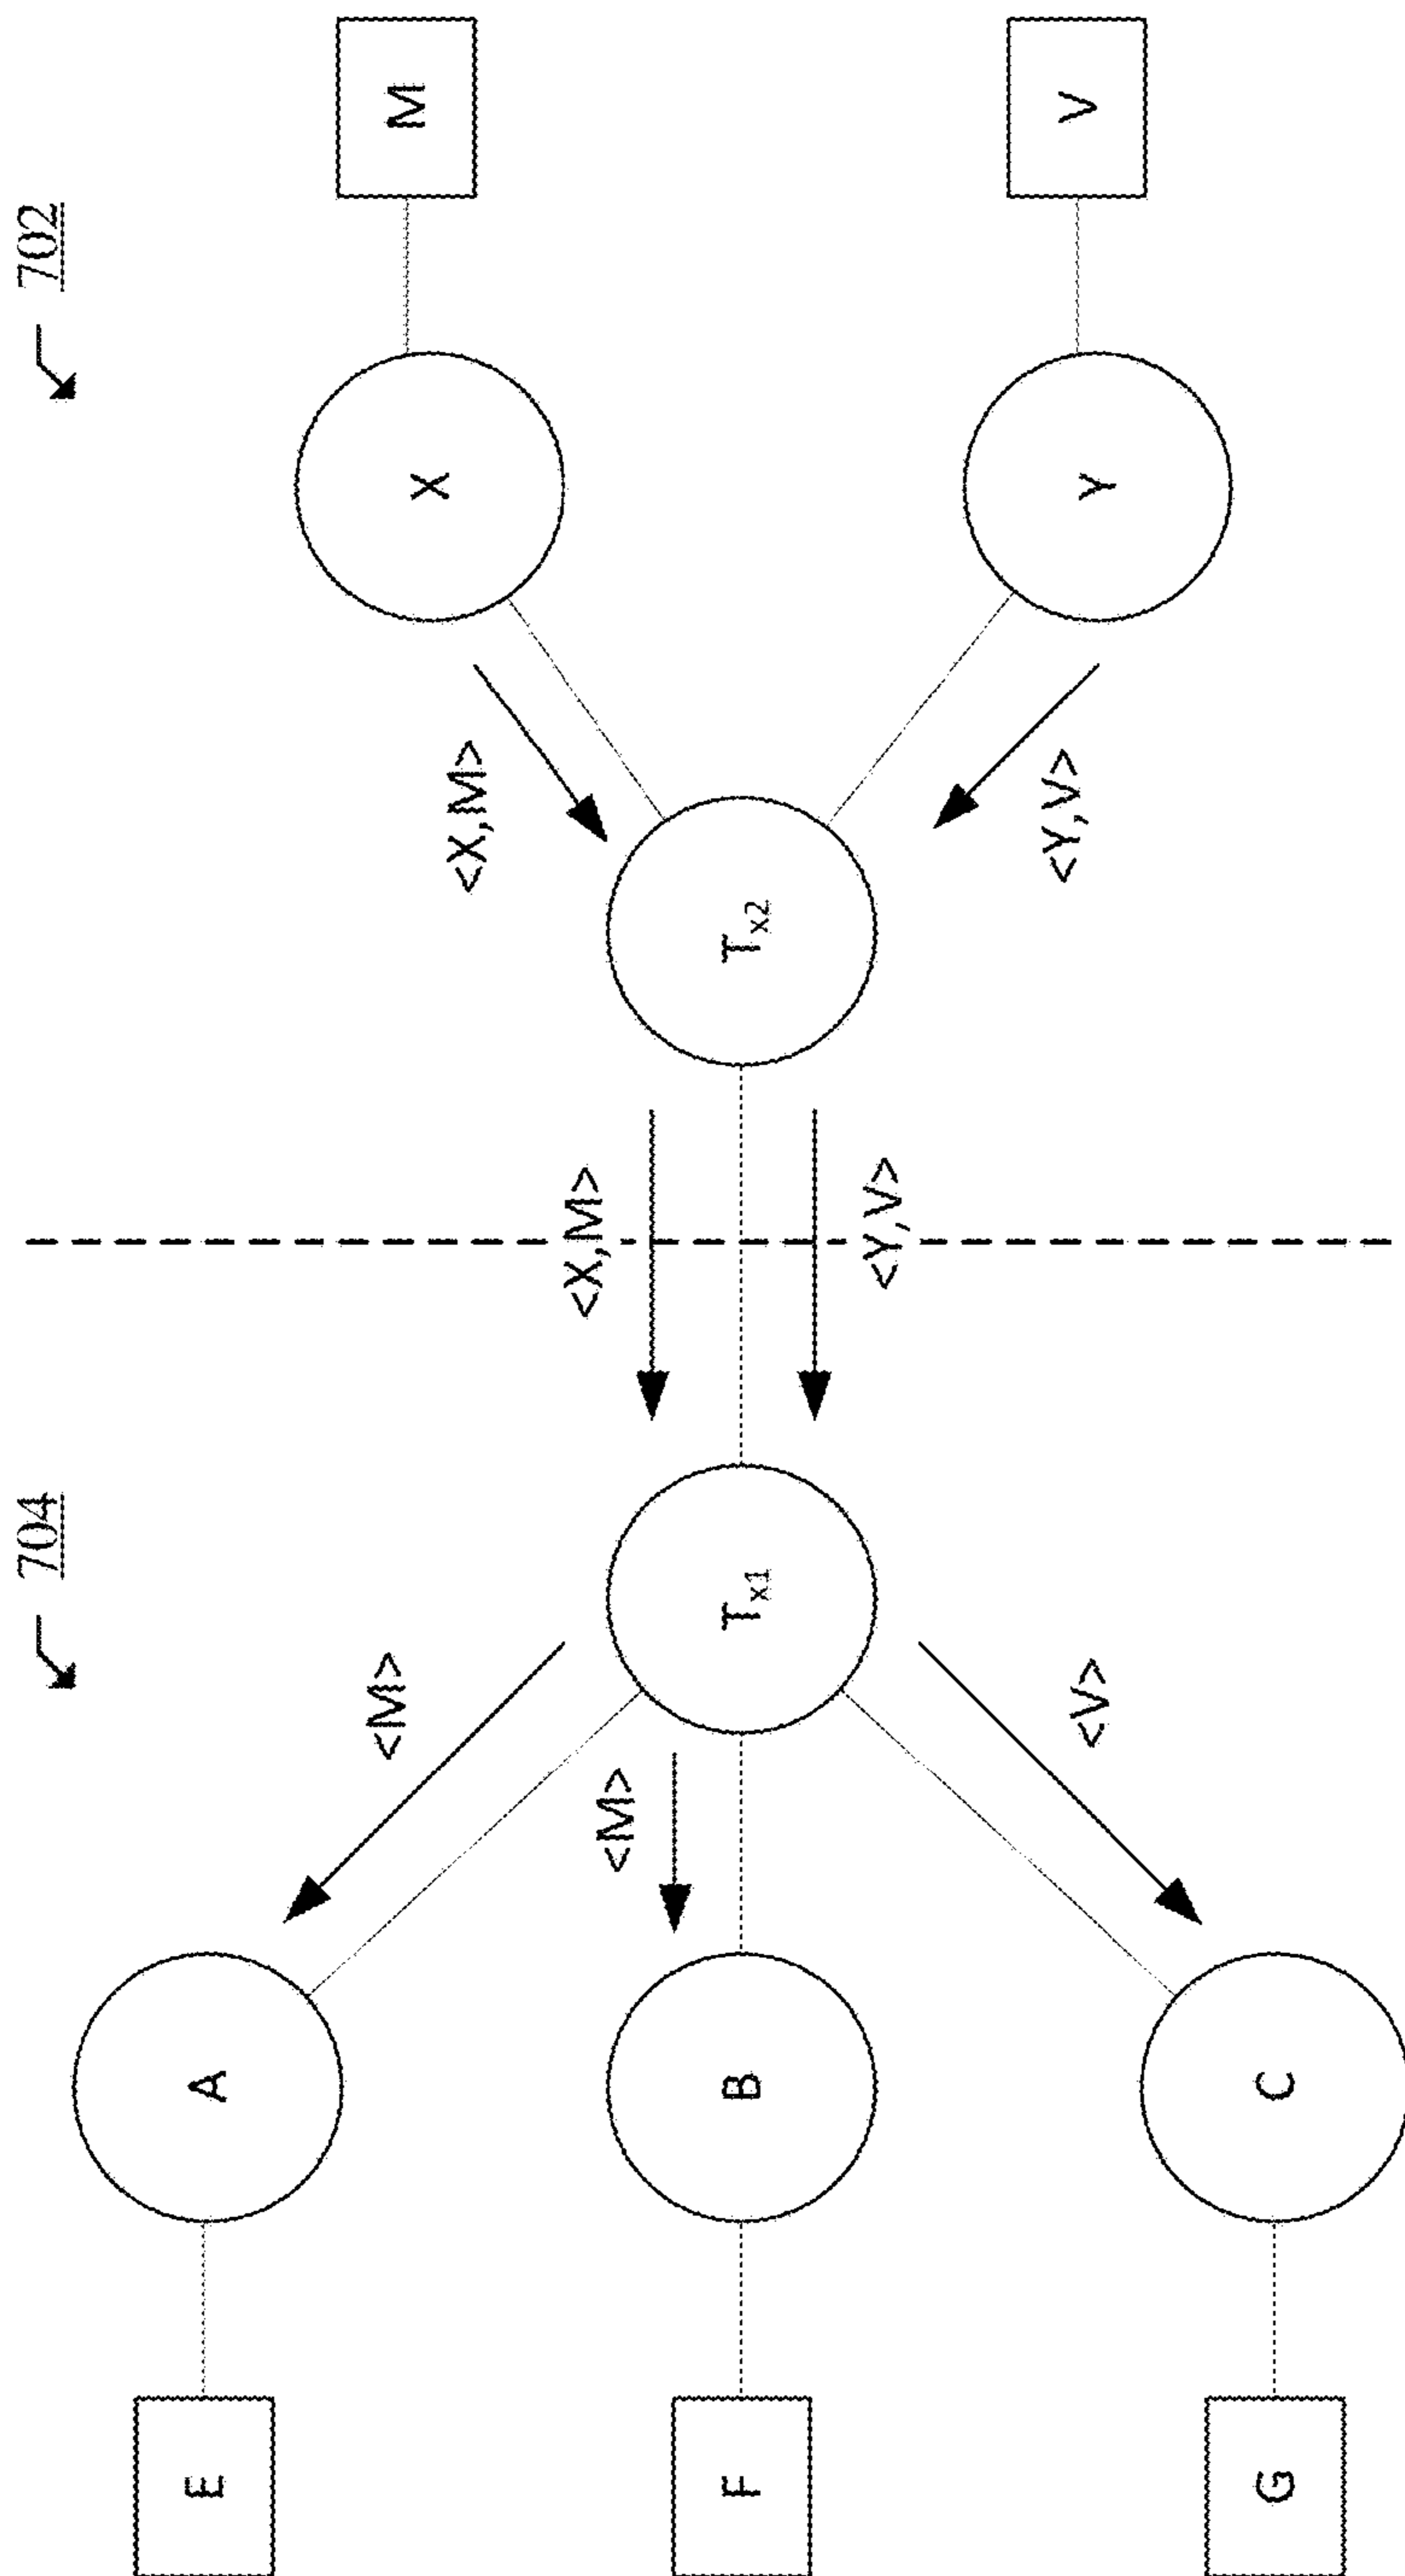 704
702
E
A
<M>
X
M
<X,M>
<M>
<X,M>
F
B
Tx1
Tx2
<Y,V>
<Y,V>
<V>
Y
V
G
C